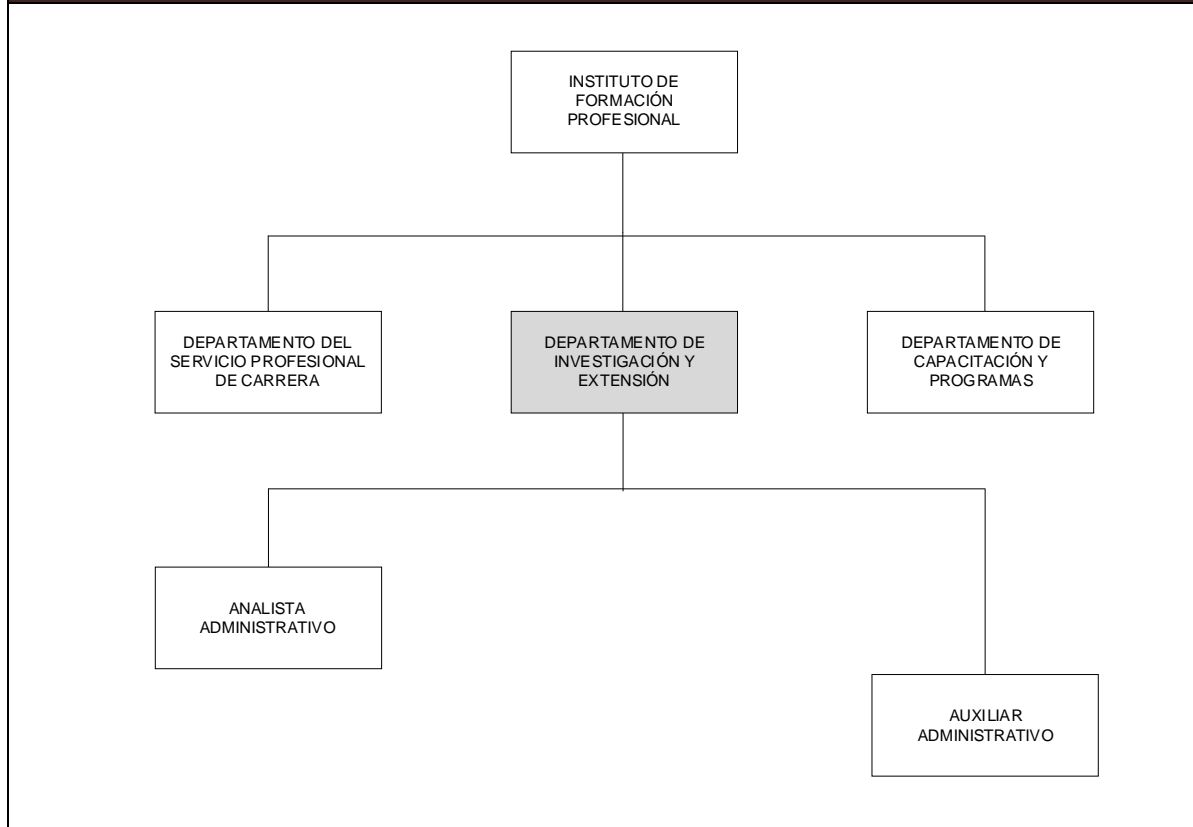 INSTITUTO DE
FORMACIÓN
PROFESIONAL
DEPARTAMENTO DEL
SERVICIO PROFESIONAL
DE CARRERA
DEPARTAMENTO DE
INVESTIGACIÓN Y
EXTENSIÓN
DEPARTAMENTO DE
CAPACITACIÓN Y
PROGRAMAS
ANALISTA
ADMINISTRATIVO
AUXILIAR
ADMINISTRATIVO